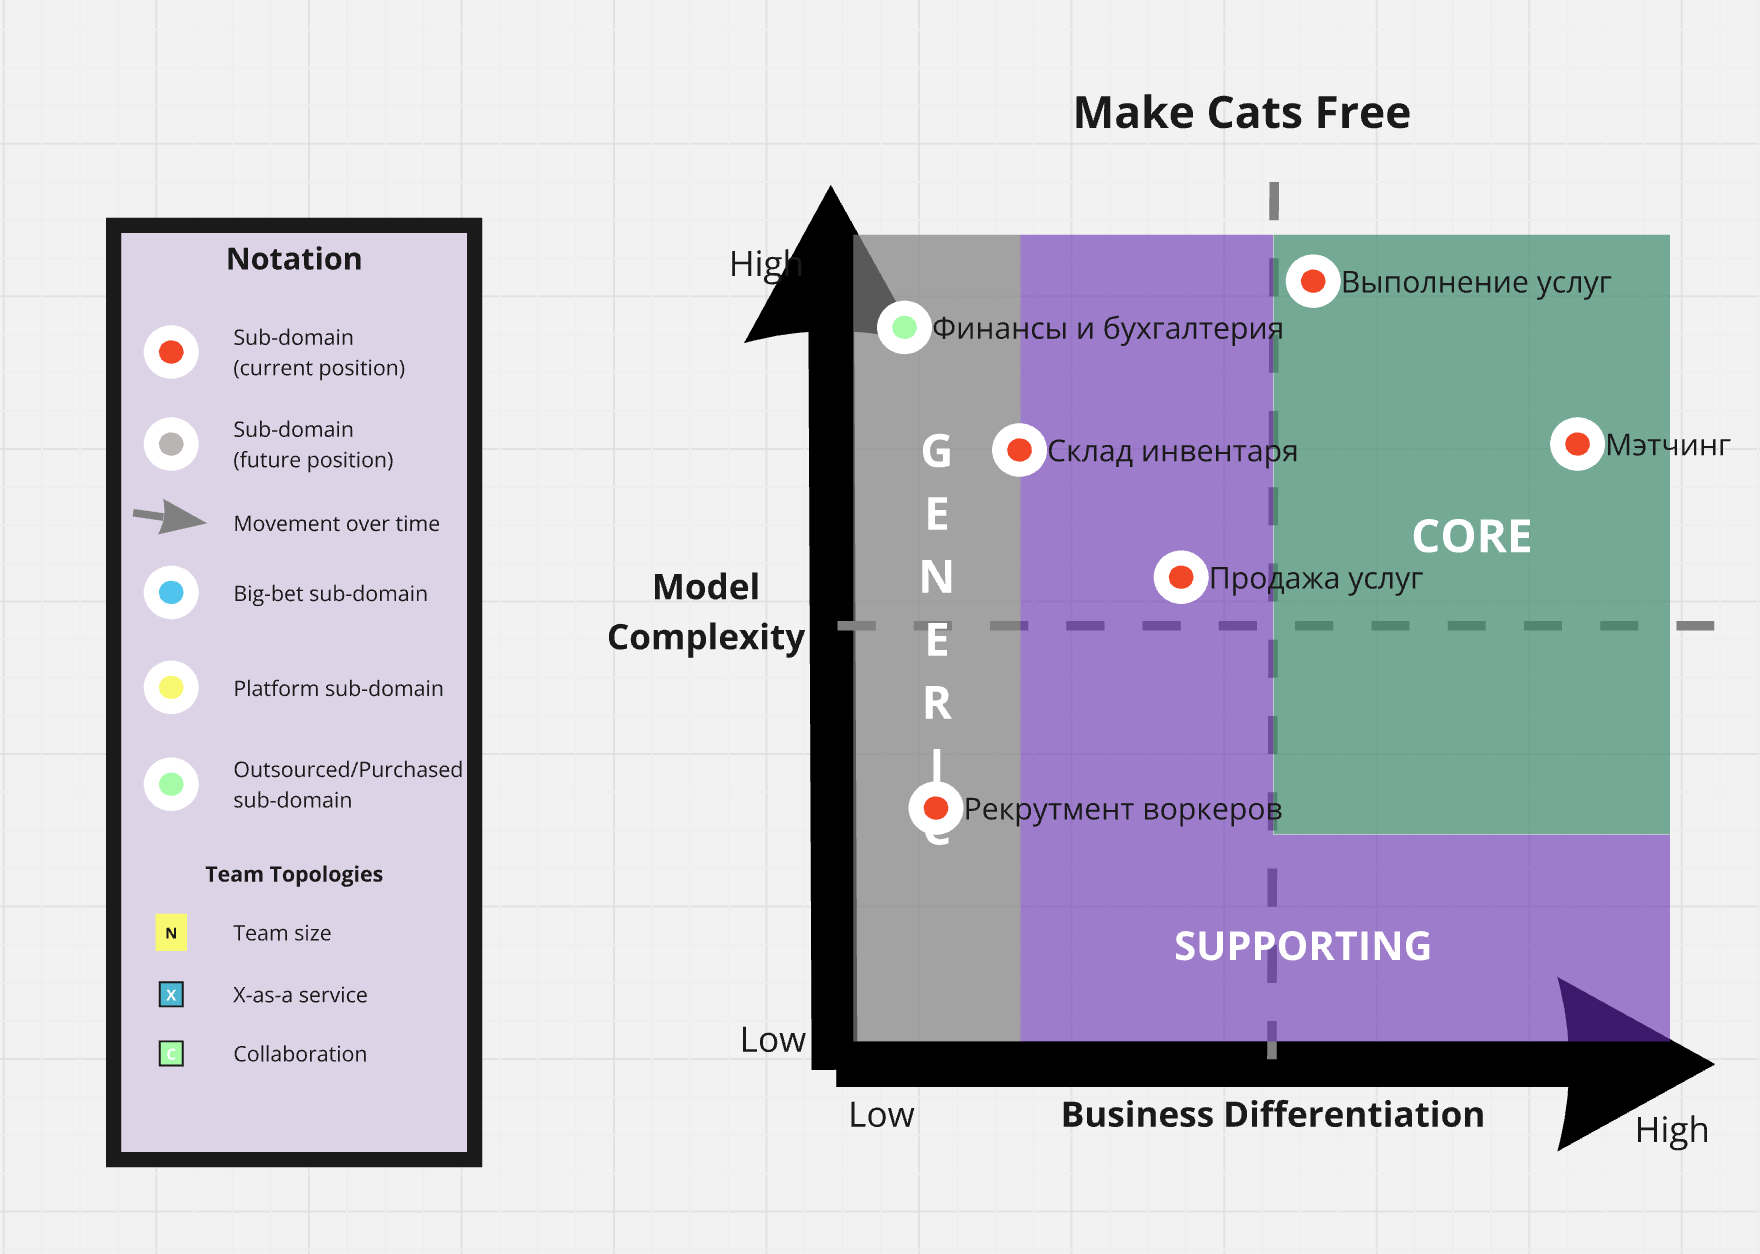 Make Cats Free
Notation
Sub-domain
(current position)
Sub-domain
(future position)
Movement over time
Big-bet sub-domain
Platform sub-domain
Outsourced/Purchased
sub-domain
Team Topologies
N
Team size
X
X-as-a service
C
Collaboration
High
Выполнение услуг
Финансы и бухгалтерия
Склад инвентаря
Мэтчинг
CORE
Продажа услуг
Model
Complexity
GENERIC
Рекрутмент воркеров
SUPPORTING
Low
Low
Business Differentiation
High